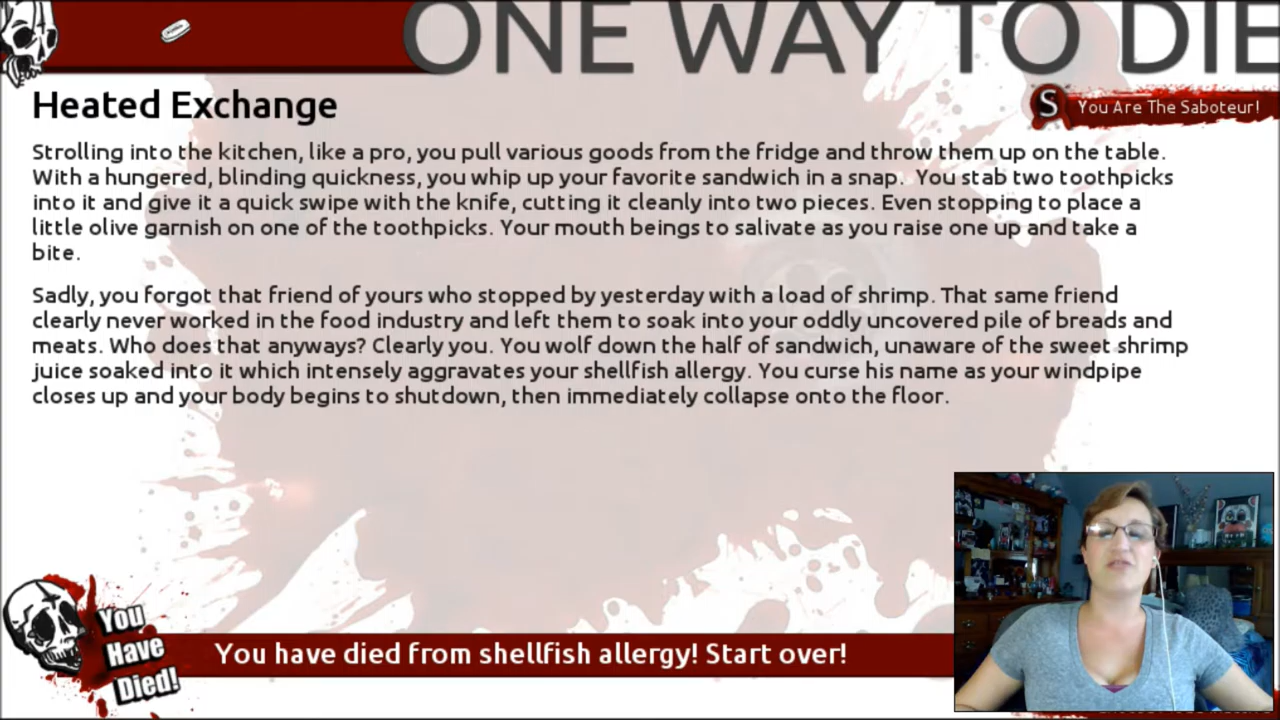 ONE WAY TO DIE
Heated Exchange
S You Are The Saboteur!
Strolling into the kitchen, like a pro, you pull various goods from the fridge and throw them up on the table.
With a hungered, blinding quickness, you whip up your favorite sandwich in a snap. You stab two toothpicks
into it and give it a quick swipe with the knife, cutting it cleanly into two pieces. Even stopping to place a
little olive garnish on one of the toothpicks. Your mouth beings to salivate as you raise one up and take a
bite.
Sadly, you forgot that friend of yours who stopped by yesterday with a load of shrimp. That same friend
clearly never worked in the food industry and left them to soak into your oddly uncovered pile of breads and
meats. Who does that anyways? Clearly you. You wolf down the half of sandwich, unaware of the sweet shrimp
juice soaked into it which intensely aggravates your shellfish allergy. You curse his name as your windpipe
closes up and your body begins to shutdown, then immediately collapse onto the floor.
You
Have
Died!
You have died from shellfish allergy! Start over!